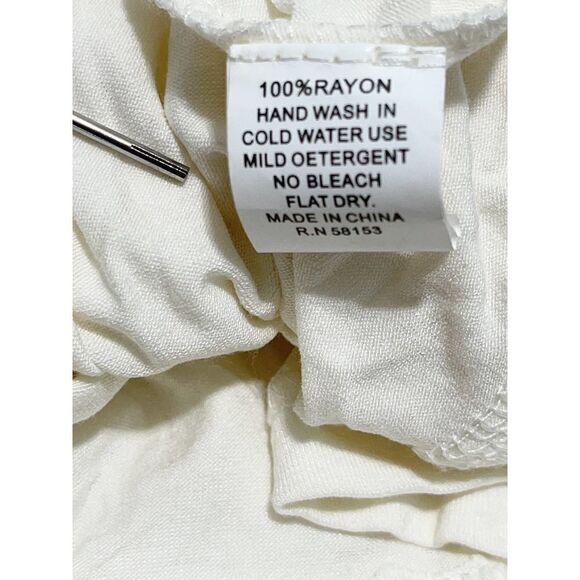 100%RAYON
HAND WASH IN
COLD WATER USE
MILD OETERGENT
NO BLEACH
FLAT DRY.
MADE IN CHINA
R.N 58153